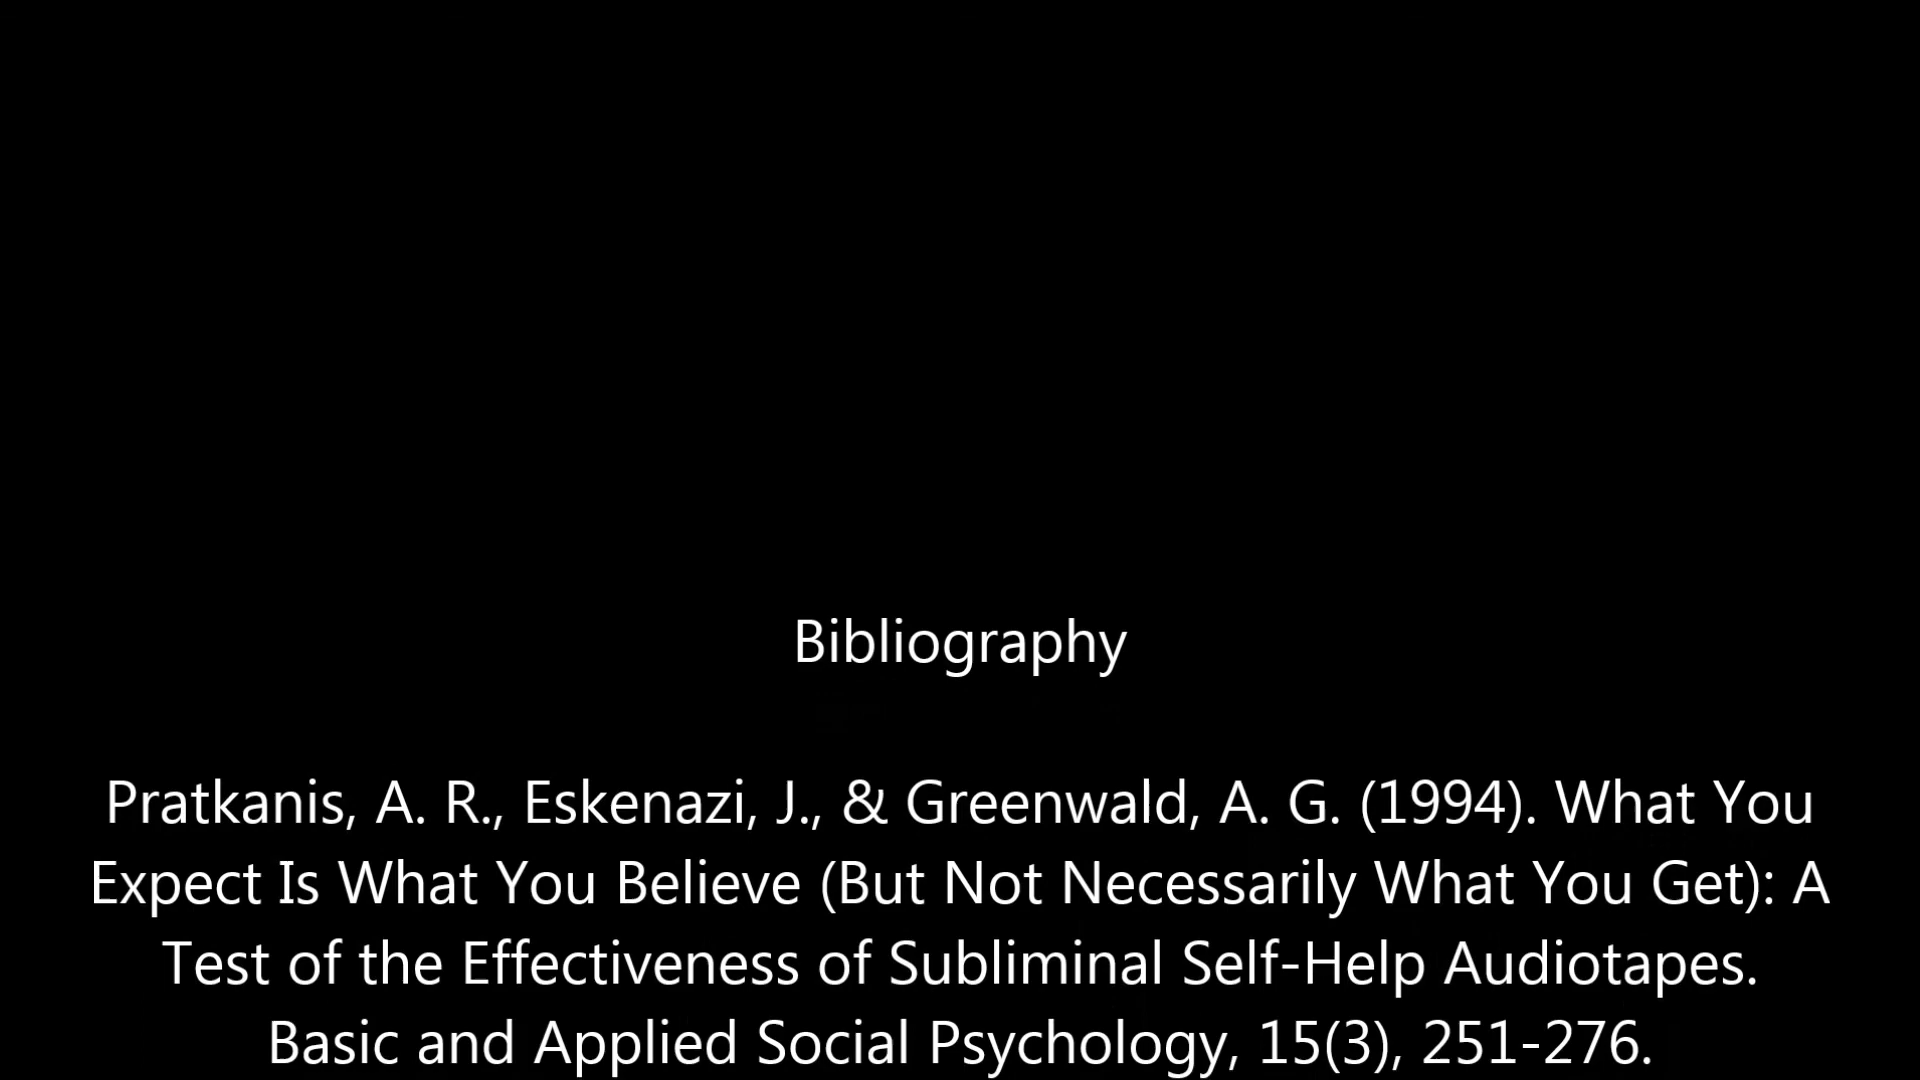 Bibliography
Pratkanis, A. R., Eskenazi, J., & Greenwald, A. G. (1994). What You
Expect Is What You Believe (But Not Necessarily What You Get): A
Test of the Effectiveness of Subliminal Self-Help Audiotapes.
Basic and Applied Social Psychology, 15(3), 251-276.